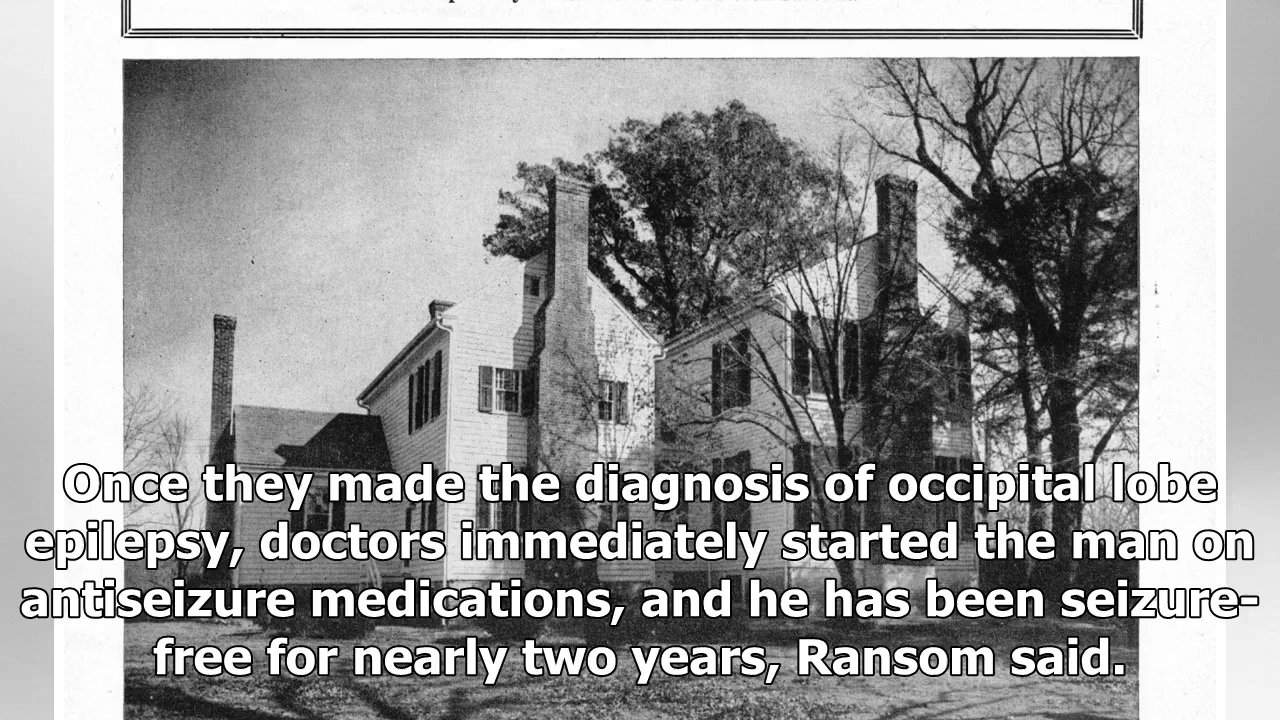 Once they made the diagnosis of occipital lobe
epilepsy, doctors immediately started the man on
antiseizure medications, and he has been seizure-
free for nearly two years, Ransom said.